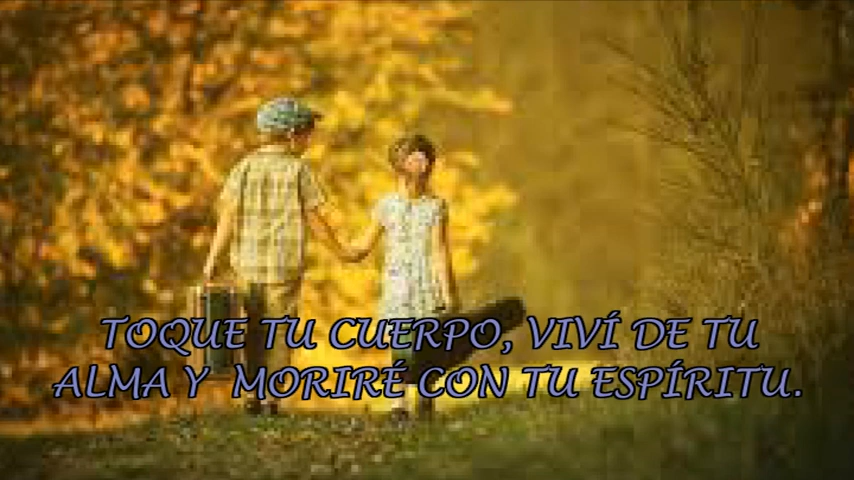 TOQUE TU CUERPO, VIVÍ DE TU
ALMA Y MORIRÉ CON TU ESPÍRITU.